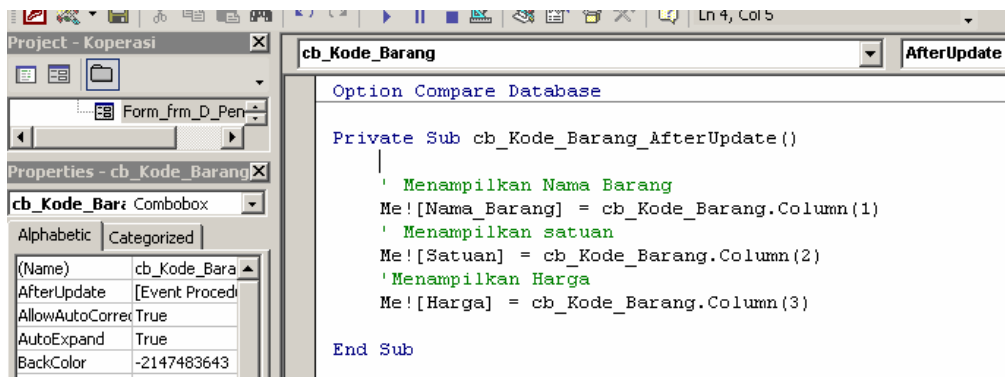 Ln 4, Col 5
Project - Koperasi
Form_frm_D_Pen
Properties - cb_Kode_Barang
cb_Kode_Bara Combobox
Alphabetic Categorized
(Name) cb_Kode_Bara
AfterUpdate [Event Procedu
AllowAutoCorrec True
AutoExpand True
BackColor -2147483643
cb_Kode_Barang
AfterUpdate
Option Compare Database
Private Sub cb_Kode_Barang_AfterUpdate()
' Menampilkan Nama Barang
Me![Nama_Barang] = cb_Kode_Barang.Column(1)
' Menampilkan satuan
Me![Satuan] = cb_Kode_Barang.Column(2)
'Menampilkan Harga
Me![Harga] = cb_Kode_Barang.Column(3)
End Sub